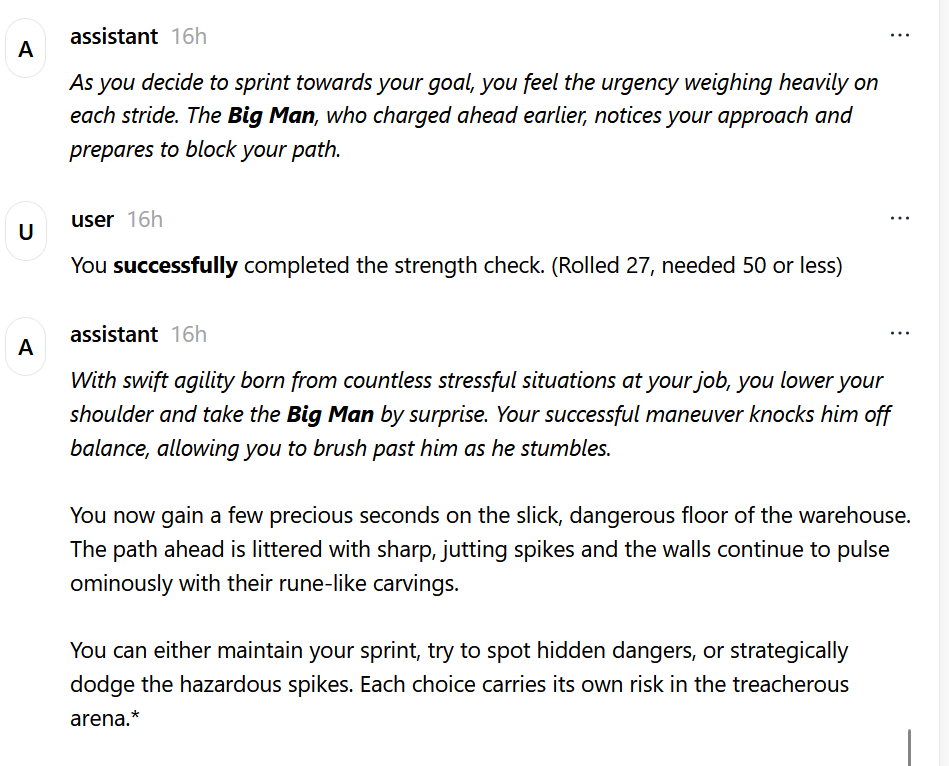 A
assistant 16h
...
As you decide to sprint towards your goal, you feel the urgency weighing heavily on
each stride. The Big Man, who charged ahead earlier, notices your approach and
prepares to block your path.
U
user 16h
...
You successfully completed the strength check. (Rolled 27, needed 50 or less)
A
assistant 16h
...
With swift agility born from countless stressful situations at your job, you lower your
shoulder and take the Big Man by surprise. Your successful maneuver knocks him off
balance, allowing you to brush past him as he stumbles.
You now gain a few precious seconds on the slick, dangerous floor of the warehouse.
The path ahead is littered with sharp, jutting spikes and the walls continue to pulse
ominously with their rune-like carvings.
You can either maintain your sprint, try to spot hidden dangers, or strategically
dodge the hazardous spikes. Each choice carries its own risk in the treacherous
arena.*